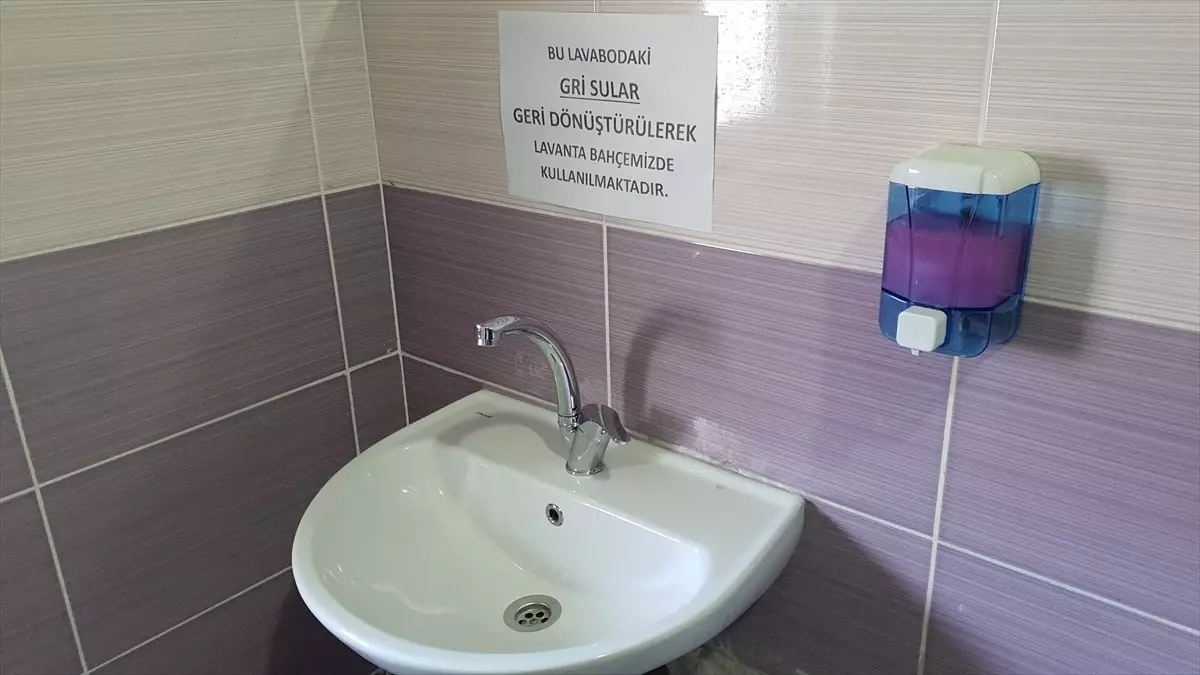 BU LAVABODAKİ
GRİ SULAR
GERİ DÖNÜŞTÜRÜLEREK
LAVANTA BAHÇEMİZDE
KULLANILMAKTADIR.